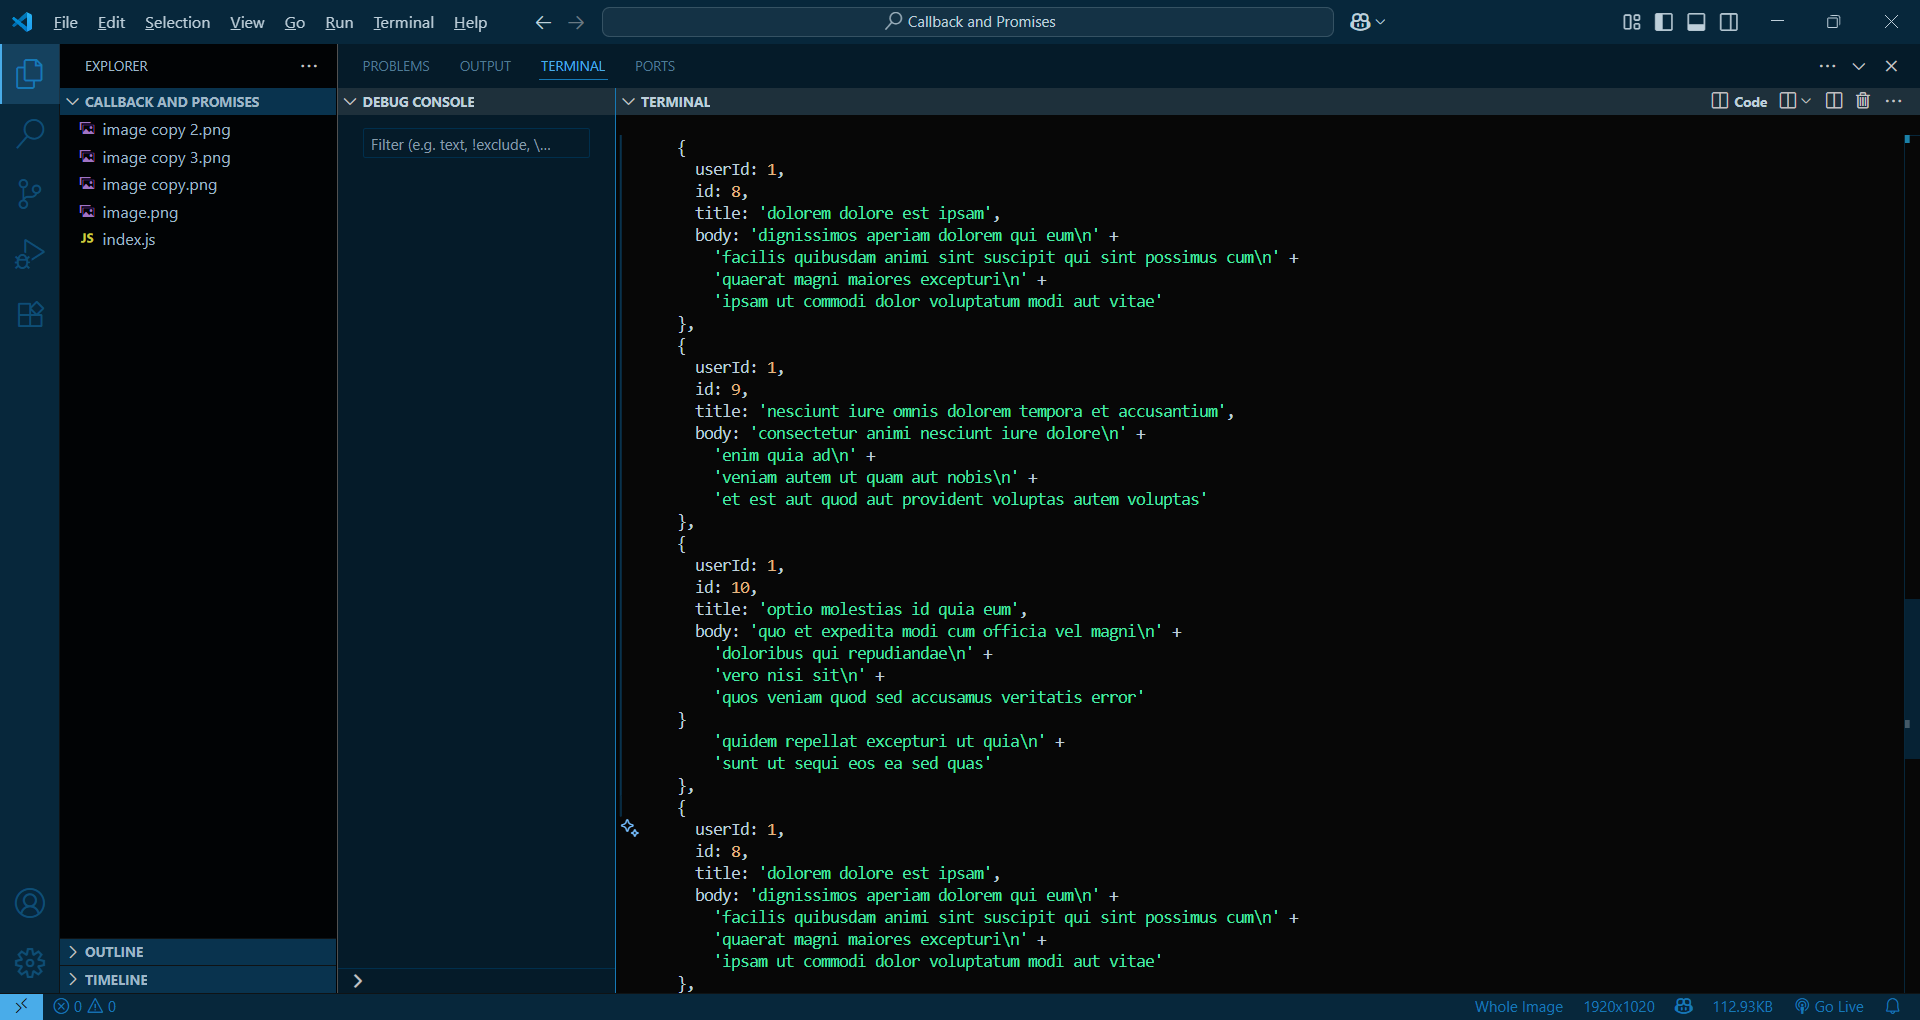 File Edit Selection View Go Run Terminal Help
Callback and Promises
EXPLORER
CALLBACK AND PROMISES
image copy 2.png
image copy 3.png
image copy.png
image.png
JS index.js
OUTLINE
TIMELINE
PROBLEMS OUTPUT TERMINAL PORTS
DEBUG CONSOLE
Filter (e.g. text, !exclude, \...
TERMINAL
Code
{
userId: 1,
id: 8,
title: 'dolorem dolore est ipsam',
body: 'dignissimos aperiam dolorem qui eum\n' +
'facilis quibusdam animi sint suscipit qui sint possimus cum\n' +
'quaerat magni maiores excepturi\n' +
'ipsam ut commodi dolor voluptatum modi aut vitae'
},
{
userId: 1,
id: 9,
title: 'nesciunt iure omnis dolorem tempora et accusantium',
body: 'consectetur animi nesciunt iure dolore\n' +
'enim quia ad\n' +
'veniam autem ut quam aut nobis\n' +
'et est aut quod aut provident voluptas autem voluptas'
},
{
userId: 1,
id: 10,
title: 'optio molestias id quia eum',
body: 'quo et expedita modi cum officia vel magni\n' +
'doloribus qui repudiandae\n' +
'vero nisi sit\n' +
'quos veniam quod sed accusamus veritatis error'
}
'quidem repellat excepturi ut quia\n' +
'sunt ut sequi eos ea sed quas'
},
{
userId: 1,
id: 8,
title: 'dolorem dolore est ipsam',
body: 'dignissimos aperiam dolorem qui eum\n' +
'facilis quibusdam animi sint suscipit qui sint possimus cum\n' +
'quaerat magni maiores excepturi\n' +
'ipsam ut commodi dolor voluptatum modi aut vitae'
},
0 0
Whole Image 1920x1020 112.93KB Go Live